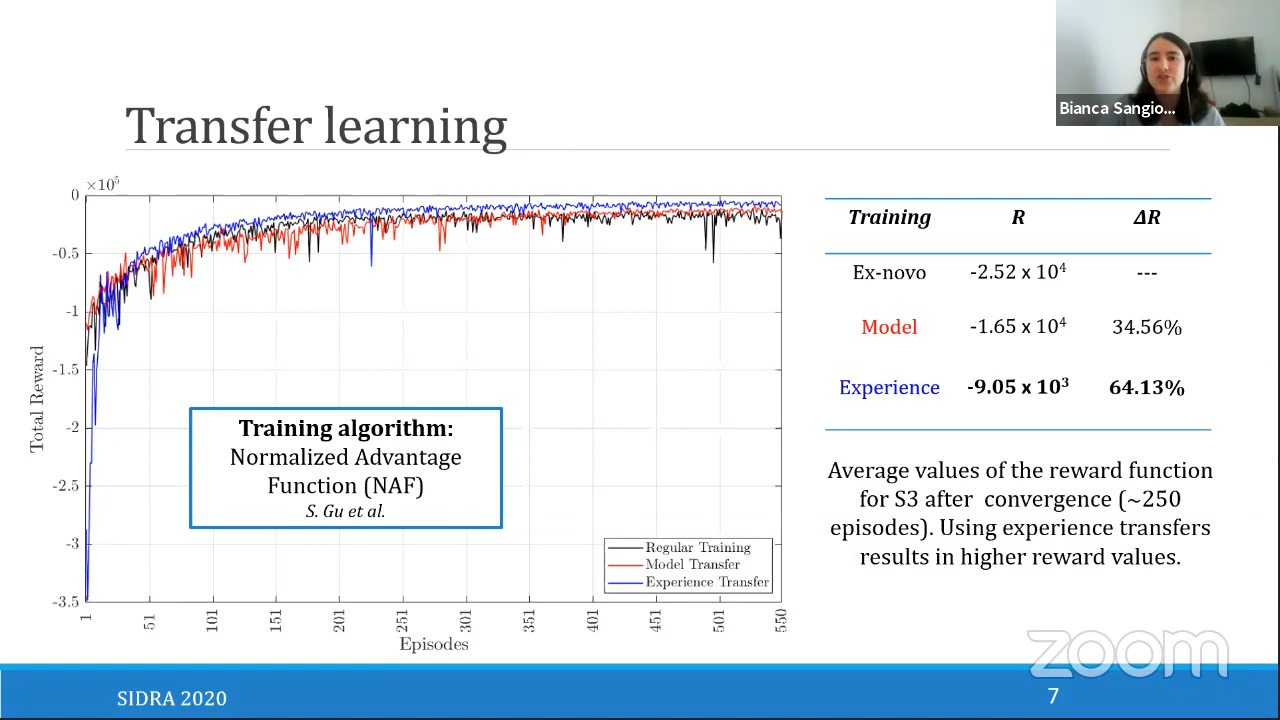 Bianca Sangio...
Transfer learning
×10⁵
0
-0.5
-1
-1.5
-2
-2.5
-3
-3.5
Total Reward
1
51
101
151
201
251
301
351
401
451
501
550
Episodes
Training algorithm:
Normalized Advantage
Function (NAF)
S. Gu et al.
Regular Training
Model Transfer
Experience Transfer
Training R ΔR
Ex-novo -2.52 x 10⁴ ---
Model -1.65 x 10⁴ 34.56%
Experience -9.05 x 10³ 64.13%
Average values of the reward function
for S3 after convergence (~250
episodes). Using experience transfers
results in higher reward values.
zoom
SIDRA 2020
7